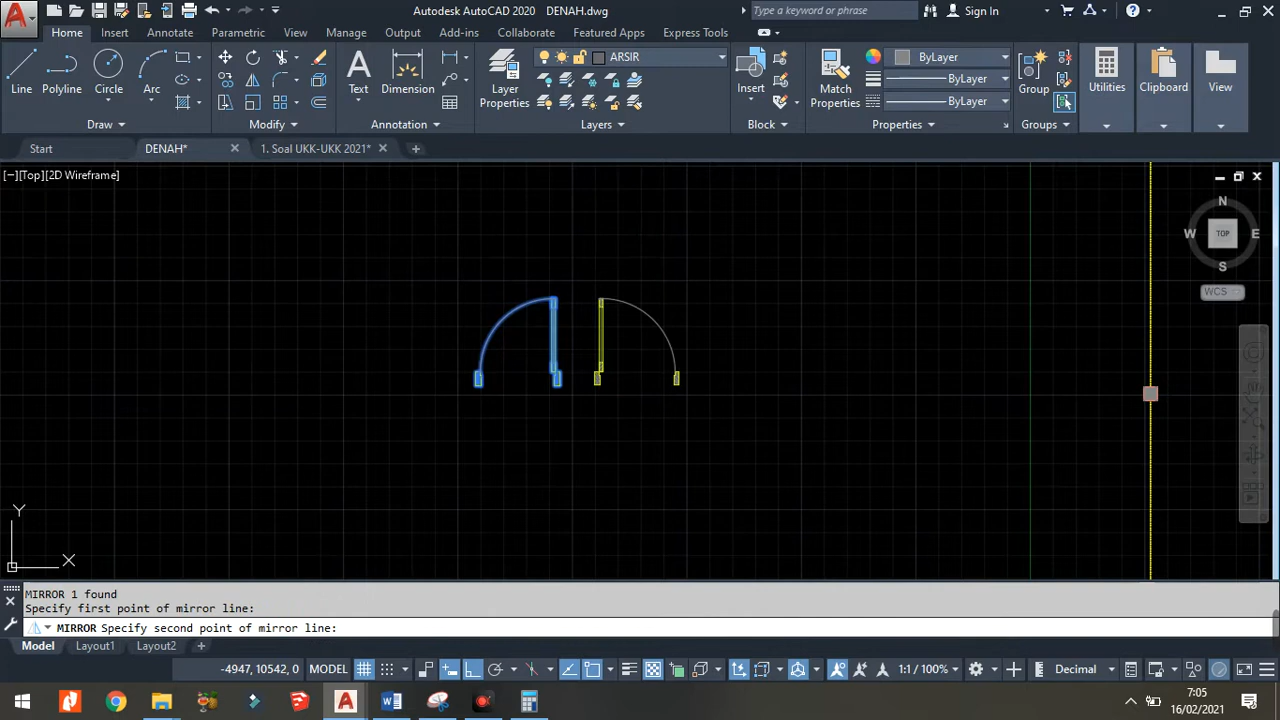 Autodesk AutoCAD 2020 DENAH.dwg
Type a keyword or phrase
Sign In
Home Insert Annotate Parametric View Manage Output Add-ins Collaborate Featured Apps Express Tools
Line Polyline Circle Arc
Text Dimension
Layer Properties
ARSIR
Insert
Match Properties
ByLayer
ByLayer
ByLayer
Group
Utilities
Clipboard
View
Draw Modify Annotation Layers Block Properties Groups
Start DENAH* 1. Soal UKK-UKK 2021*
[−][Top][2D Wireframe]
N
W TOP E
S
WCS
Y
X
MIRROR 1 found
Specify first point of mirror line:
MIRROR Specify second point of mirror line:
Model Layout1 Layout2
-4947, 10542, 0 MODEL 1:1 / 100% Decimal
7:05
16/02/2021